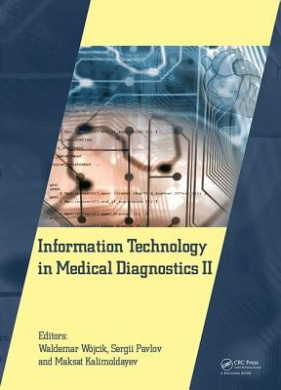 Information Technology
in Medical Diagnostics II
Editors:
Waldemar Wójcik, Sergii Pavlov
and Maksat Kalimoldayev
CRC Press